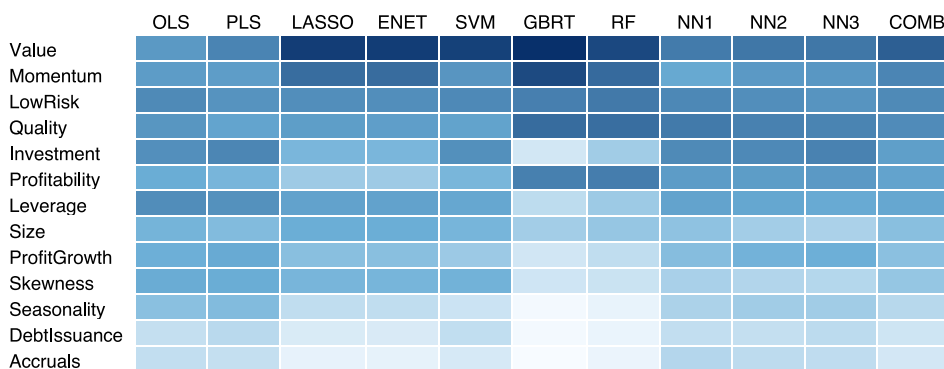 OLS PLS LASSO ENET SVM GBRT RF NN1 NN2 NN3 COMB
Value
Momentum
LowRisk
Quality
Investment
Profitability
Leverage
Size
ProfitGrowth
Skewness
Seasonality
DebtIssuance
Accruals